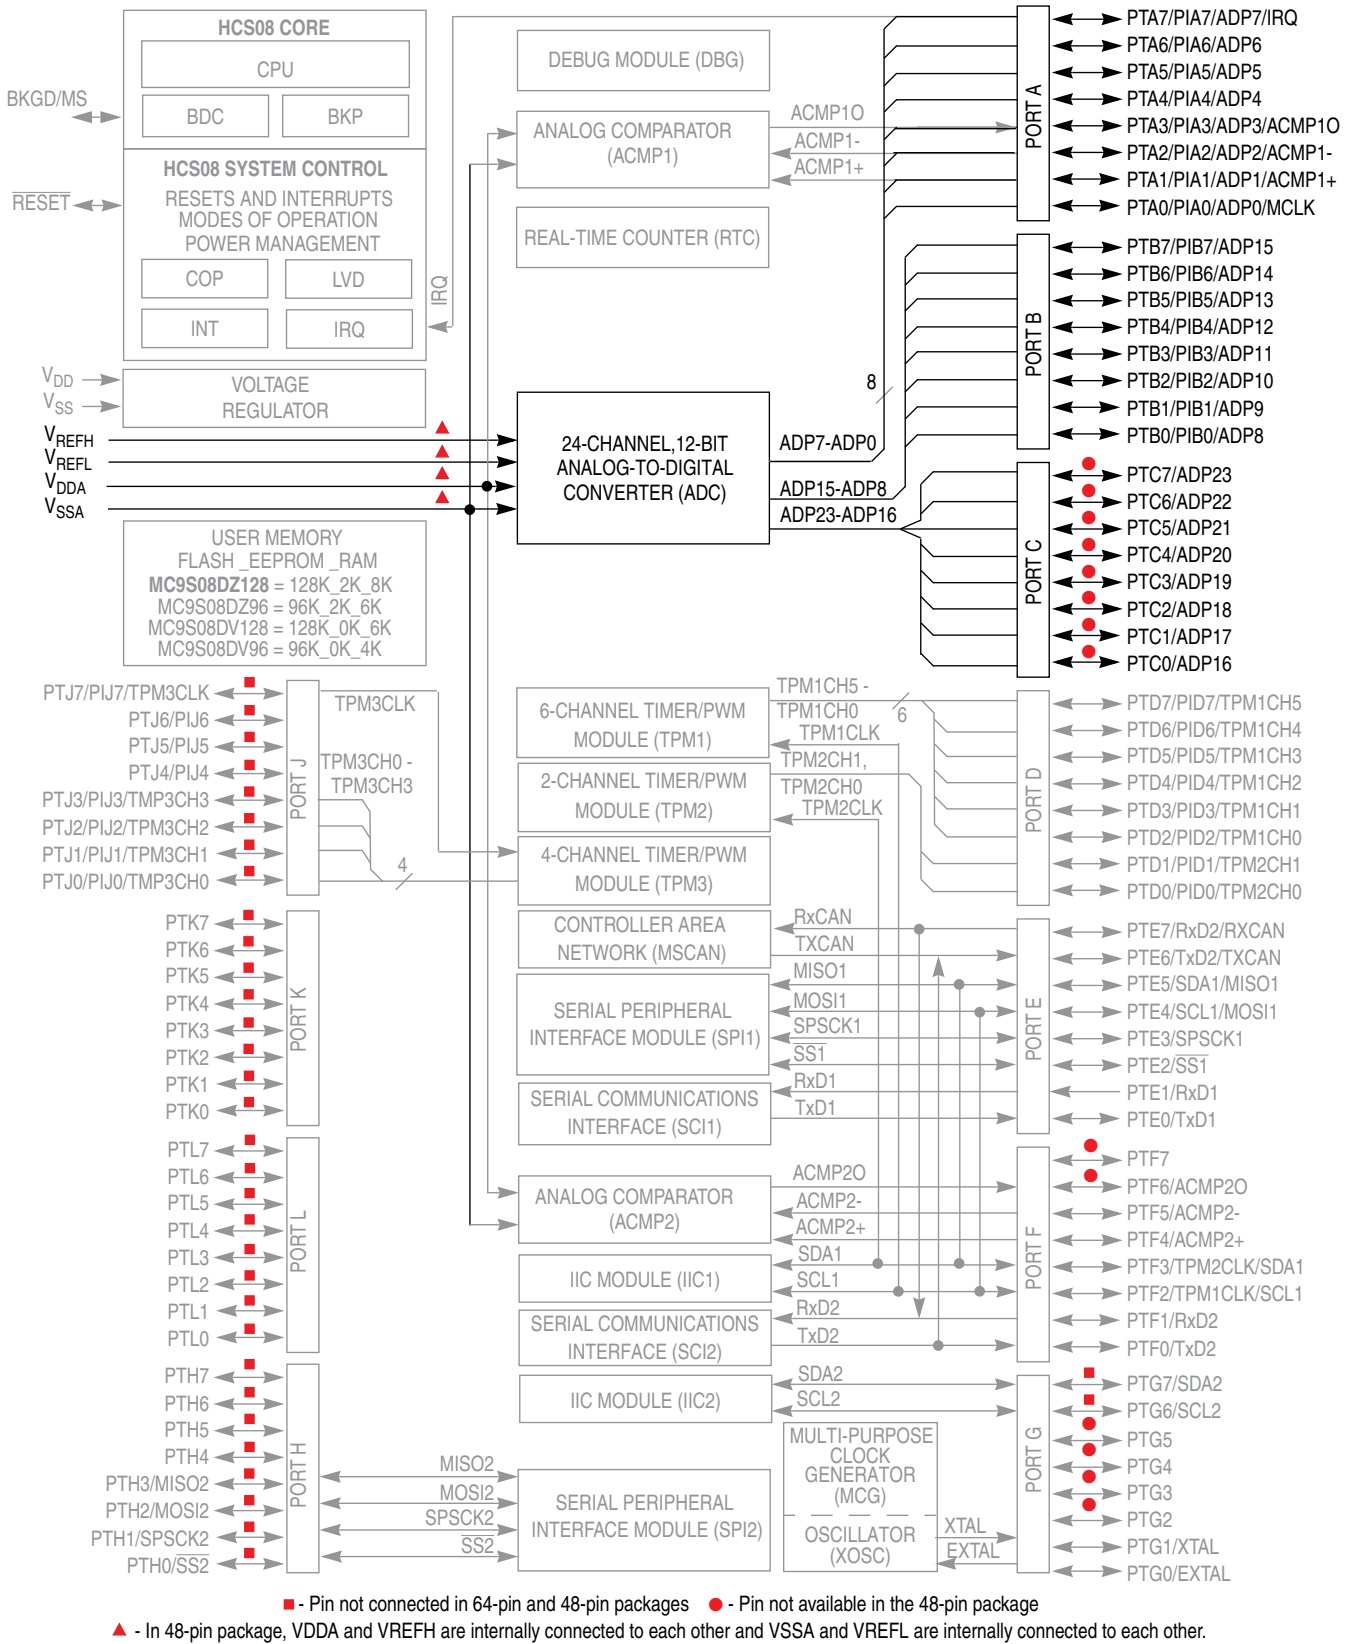 HCS08 CORE
CPU
BDC
BKP
BKGD/MS
HCS08 SYSTEM CONTROL
RESETS AND INTERRUPTS
MODES OF OPERATION
POWER MANAGEMENT
RESET
COP
LVD
INT
IRQ
IRQ
VDD
VSS
VOLTAGE
REGULATOR
VREFH
VREFL
VDDA
VSSA
USER MEMORY
FLASH _EEPROM _RAM
MC9S08DZ128 = 128K_2K_8K
MC9S08DZ96 = 96K_2K_6K
MC9S08DV128 = 128K_0K_6K
MC9S08DV96 = 96K_0K_4K
DEBUG MODULE (DBG)
ANALOG COMPARATOR
(ACMP1)
ACMP1O
ACMP1-
ACMP1+
REAL-TIME COUNTER (RTC)
24-CHANNEL,12-BIT
ANALOG-TO-DIGITAL
CONVERTER (ADC)
8
ADP7-ADP0
ADP15-ADP8
ADP23-ADP16
PORT A
PTA7/PIA7/ADP7/IRQ
PTA6/PIA6/ADP6
PTA5/PIA5/ADP5
PTA4/PIA4/ADP4
PTA3/PIA3/ADP3/ACMP1O
PTA2/PIA2/ADP2/ACMP1-
PTA1/PIA1/ADP1/ACMP1+
PTA0/PIA0/ADP0/MCLK
PORT B
PTB7/PIB7/ADP15
PTB6/PIB6/ADP14
PTB5/PIB5/ADP13
PTB4/PIB4/ADP12
PTB3/PIB3/ADP11
PTB2/PIB2/ADP10
PTB1/PIB1/ADP9
PTB0/PIB0/ADP8
PORT C
PTC7/ADP23
PTC6/ADP22
PTC5/ADP21
PTC4/ADP20
PTC3/ADP19
PTC2/ADP18
PTC1/ADP17
PTC0/ADP16
PTJ7/PIJ7/TPM3CLK
PTJ6/PIJ6
PTJ5/PIJ5
PTJ4/PIJ4
PTJ3/PIJ3/TMP3CH3
PTJ2/PIJ2/TPM3CH2
PTJ1/PIJ1/TPM3CH1
PTJ0/PIJ0/TMP3CH0
PORT J
TPM3CLK
TPM3CH0 -
TPM3CH3
4
6-CHANNEL TIMER/PWM
MODULE (TPM1)
2-CHANNEL TIMER/PWM
MODULE (TPM2)
4-CHANNEL TIMER/PWM
MODULE (TPM3)
TPM1CH5 -
TPM1CH0
6
TPM1CLK
TPM2CH1,
TPM2CH0
TPM2CLK
PORT D
PTD7/PID7/TPM1CH5
PTD6/PID6/TPM1CH4
PTD5/PID5/TPM1CH3
PTD4/PID4/TPM1CH2
PTD3/PID3/TPM1CH1
PTD2/PID2/TPM1CH0
PTD1/PID1/TPM2CH1
PTD0/PID0/TPM2CH0
PTK7
PTK6
PTK5
PTK4
PTK3
PTK2
PTK1
PTK0
PORT K
CONTROLLER AREA
NETWORK (MSCAN)
RxCAN
TXCAN
SERIAL PERIPHERAL
INTERFACE MODULE (SPI1)
MISO1
MOSI1
SPSCK1
SS1
SERIAL COMMUNICATIONS
INTERFACE (SCI1)
RxD1
TxD1
PORT E
PTE7/RxD2/RXCAN
PTE6/TxD2/TXCAN
PTE5/SDA1/MISO1
PTE4/SCL1/MOSI1
PTE3/SPSCK1
PTE2/SS1
PTE1/RxD1
PTE0/TxD1
PTL7
PTL6
PTL5
PTL4
PTL3
PTL2
PTL1
PTL0
PORT L
ANALOG COMPARATOR
(ACMP2)
ACMP2O
ACMP2-
ACMP2+
IIC MODULE (IIC1)
SDA1
SCL1
SERIAL COMMUNICATIONS
INTERFACE (SCI2)
RxD2
TxD2
PORT F
PTF7
PTF6/ACMP2O
PTF5/ACMP2-
PTF4/ACMP2+
PTF3/TPM2CLK/SDA1
PTF2/TPM1CLK/SCL1
PTF1/RxD2
PTF0/TxD2
PTH7
PTH6
PTH5
PTH4
PTH3/MISO2
PTH2/MOSI2
PTH1/SPSCK2
PTH0/SS2
PORT H
MISO2
MOSI2
SPSCK2
SS2
IIC MODULE (IIC2)
SDA2
SCL2
SERIAL PERIPHERAL
INTERFACE MODULE (SPI2)
MULTI-PURPOSE
CLOCK
GENERATOR
(MCG)
OSCILLATOR
(XOSC)
XTAL
EXTAL
PORT G
PTG7/SDA2
PTG6/SCL2
PTG5
PTG4
PTG3
PTG2
PTG1/XTAL
PTG0/EXTAL
- Pin not connected in 64-pin and 48-pin packages
- Pin not available in the 48-pin package
- In 48-pin package, VDDA and VREFH are internally connected to each other and VSSA and VREFL are internally connected to each other.